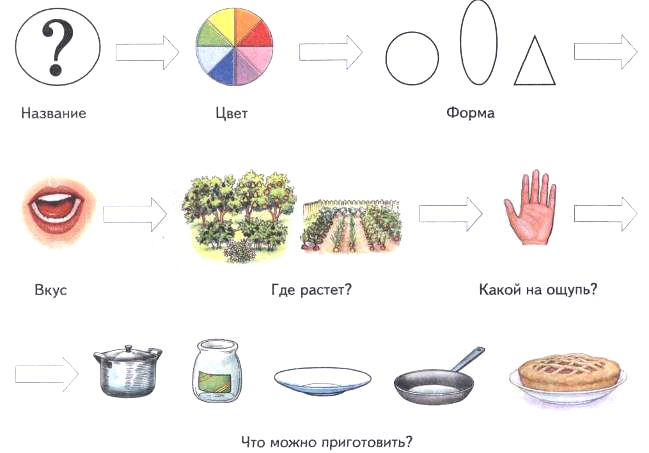 ?
Название Цвет Форма
Вкус Где растет? Какой на ощупь?
Что можно приготовить?